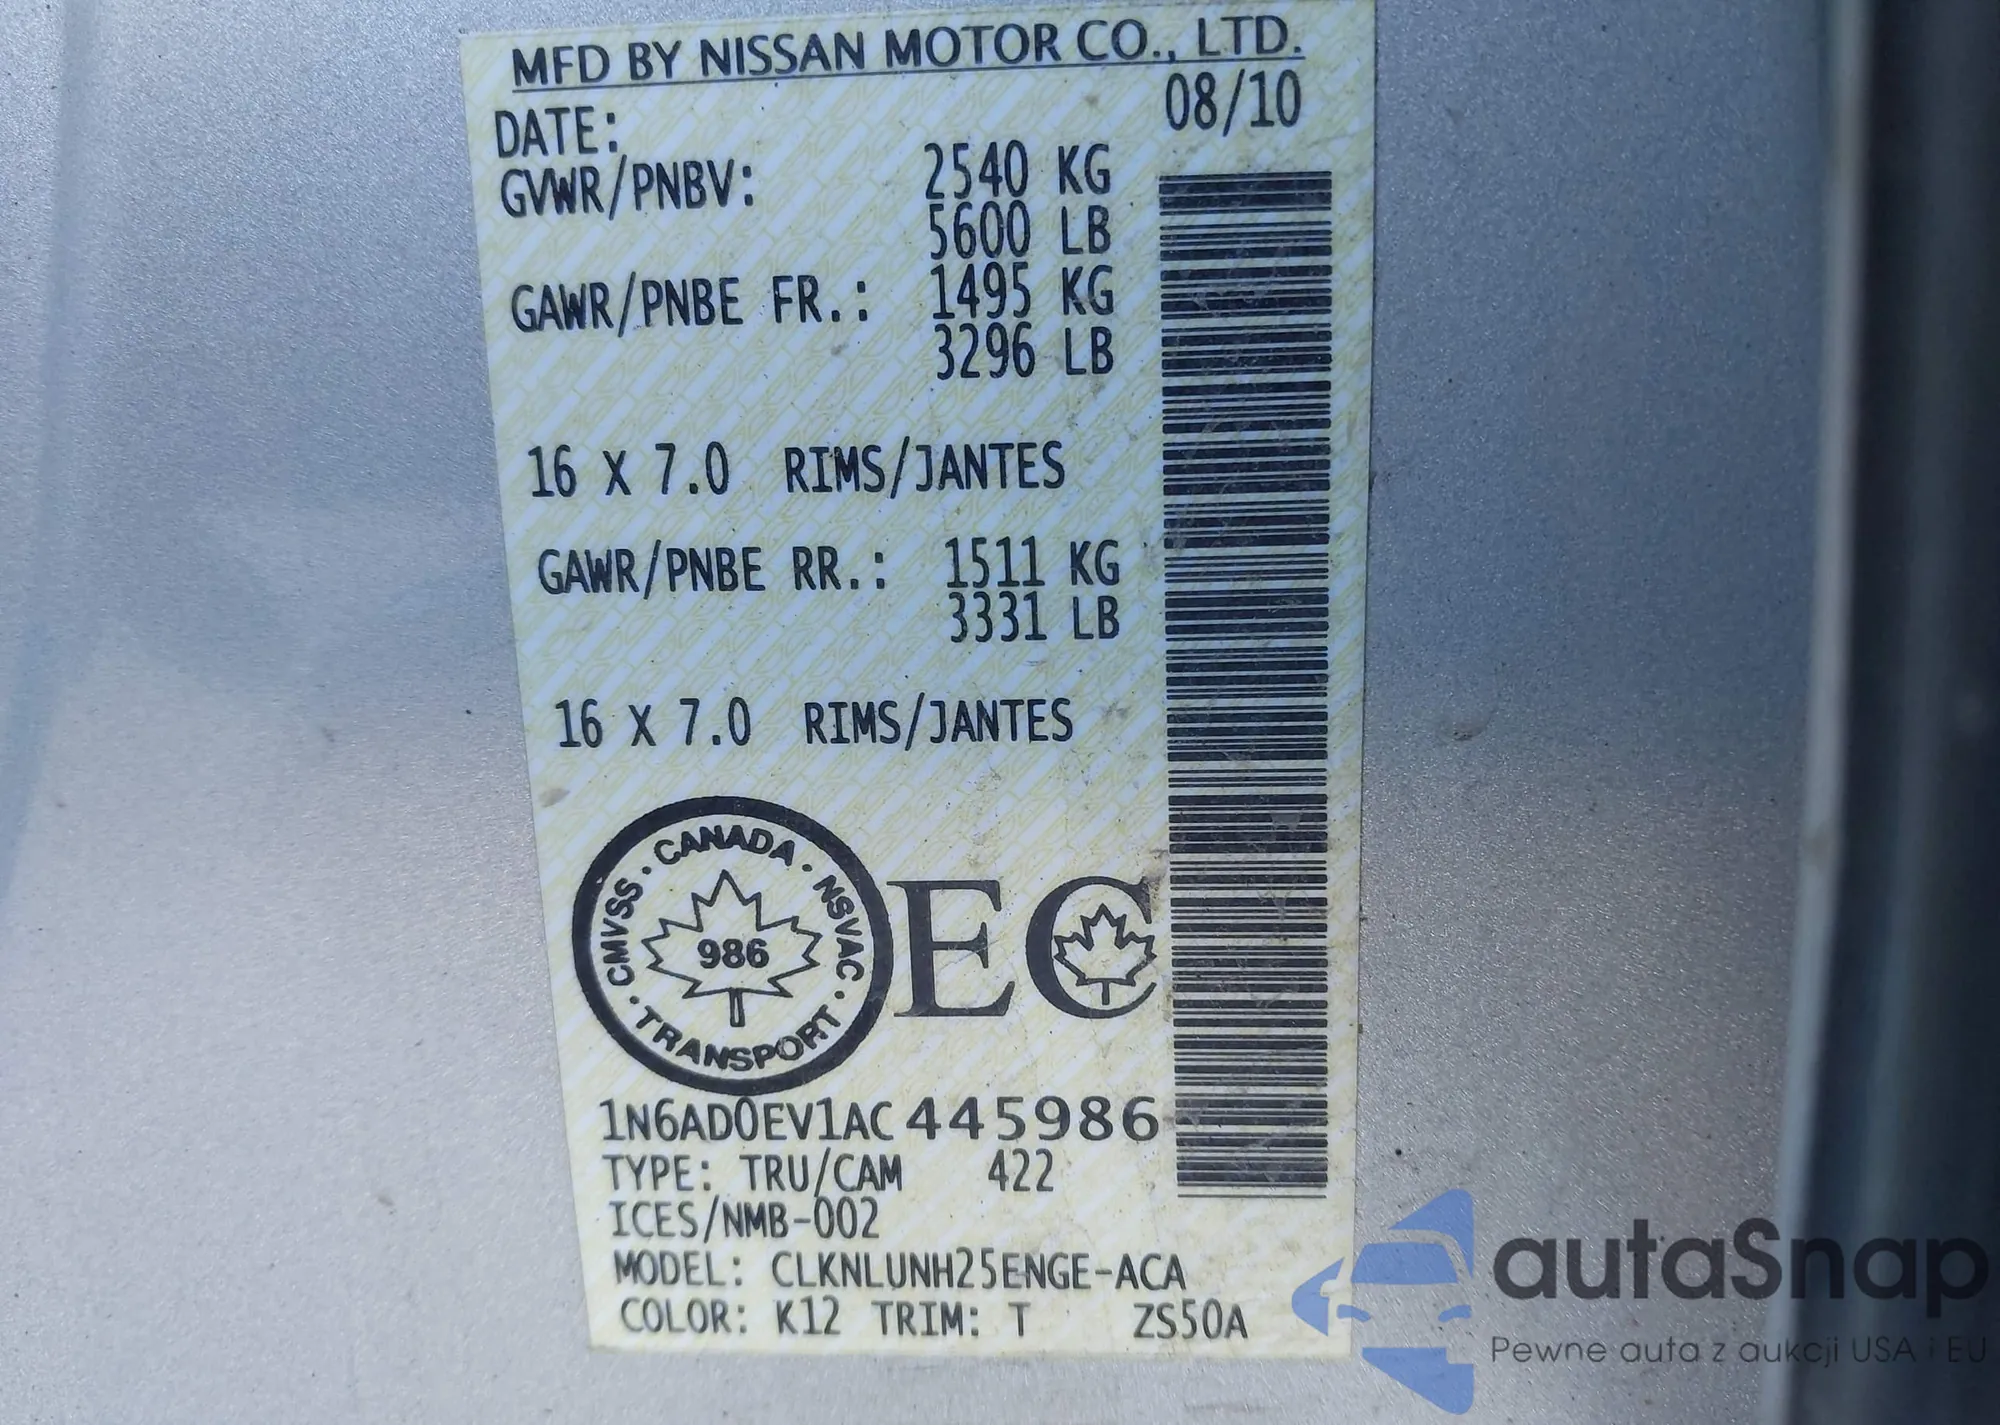 MFD BY NISSAN MOTOR CO., LTD.
DATE: 08/10
GVWR/PNBV: 2540 KG
5600 LB
GAWR/PNBE FR.: 1495 KG
3296 LB
16 X 7.0 RIMS/JANTES
GAWR/PNBE RR.: 1511 KG
3331 LB
16 X 7.0 RIMS/JANTES
CANADA · NSVAC · TRANSPORT · CMVSS ·
986
EC
1N6AD0EV1AC445986
TYPE: TRU/CAM 422
ICES/NMB-002
MODEL: CLKNLUNH25ENGE-ACA
COLOR: K12 TRIM: T ZS50A
autaSnap
Pewne auta z aukcji USA i EU